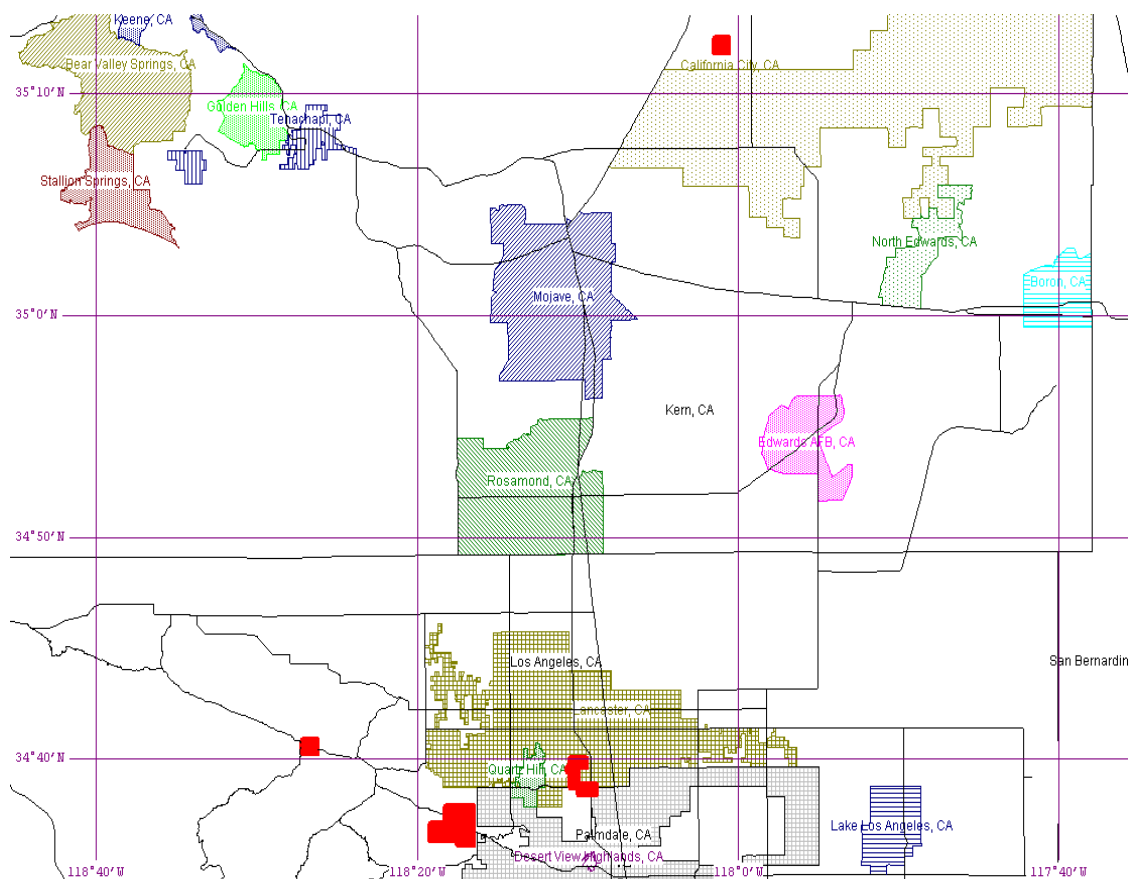 Keene, CA
Bear Valley Springs, CA
California City, CA
35°10'N
Golden Hills, CA
Tehachapi, CA
Stallion Springs, CA
North Edwards, CA
Boron, CA
Mojave, CA
35°0'N
Kern, CA
Edwards AFB, CA
Rosamond, CA
34°50'N
Los Angeles, CA
San Bernardin
Lancaster, CA
34°40'N
Quartz Hill, CA
Lake Los Angeles, CA
Palmdale, CA
Desert View Highlands, CA
118°40'W
118°20'W
118°0'W
117°40'W